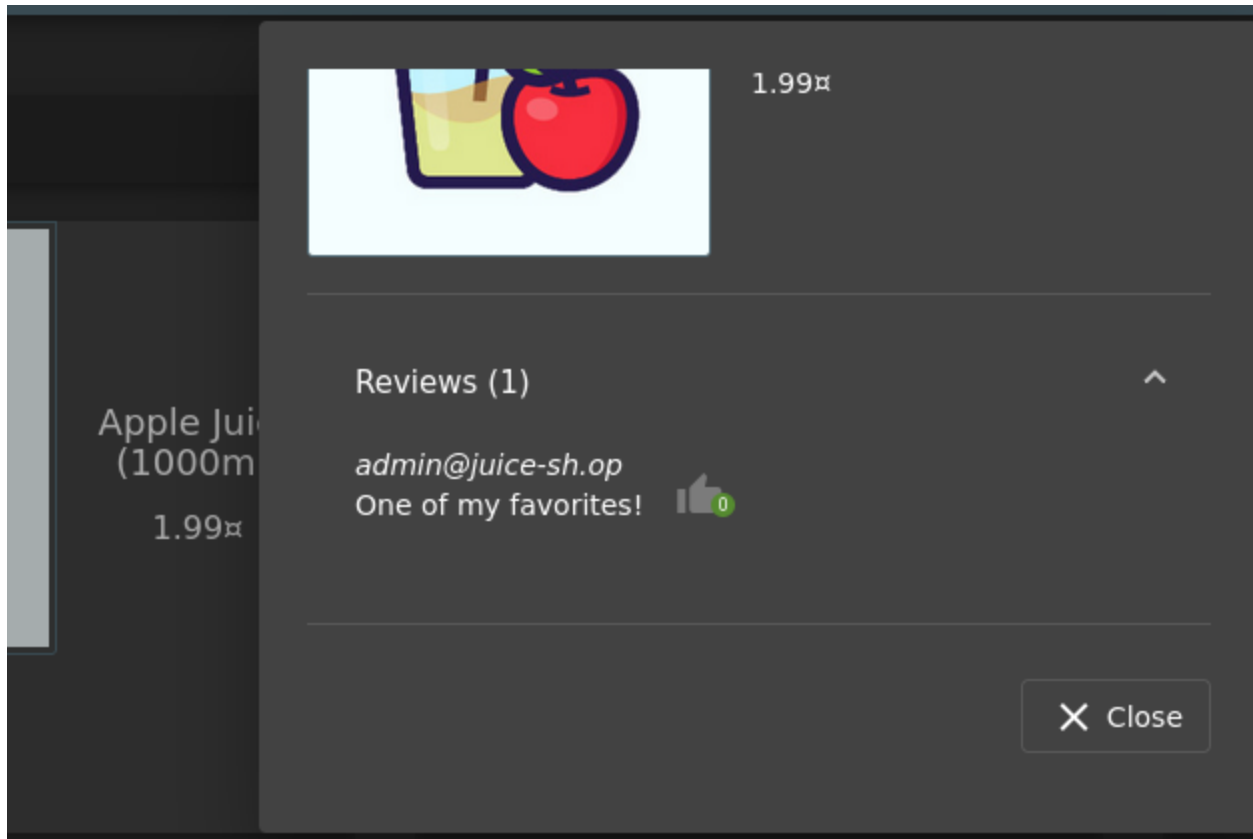 1.99¤
Apple Jui
(1000m
1.99¤
Reviews (1)
admin@juice-sh.op
One of my favorites!
0
Close